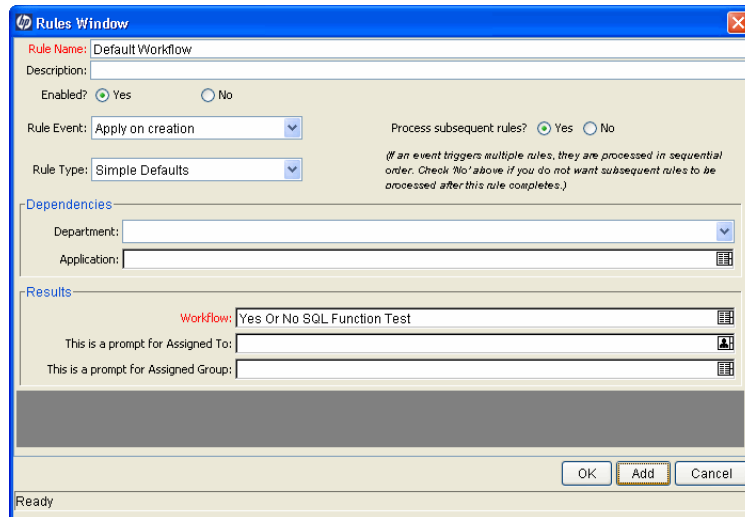 Rules Window
Rule Name: Default Workflow
Description:
Enabled? Yes No
Rule Event: Apply on creation Process subsequent rules? Yes No
(If an event triggers multiple rules, they are processed in sequential
order. Check 'No' above if you do not want subsequent rules to be
processed after this rule completes.)
Rule Type: Simple Defaults
Dependencies
Department:
Application:
Results
Workflow: Yes Or No SQL Function Test
This is a prompt for Assigned To:
This is a prompt for Assigned Group:
OK Add Cancel
Ready